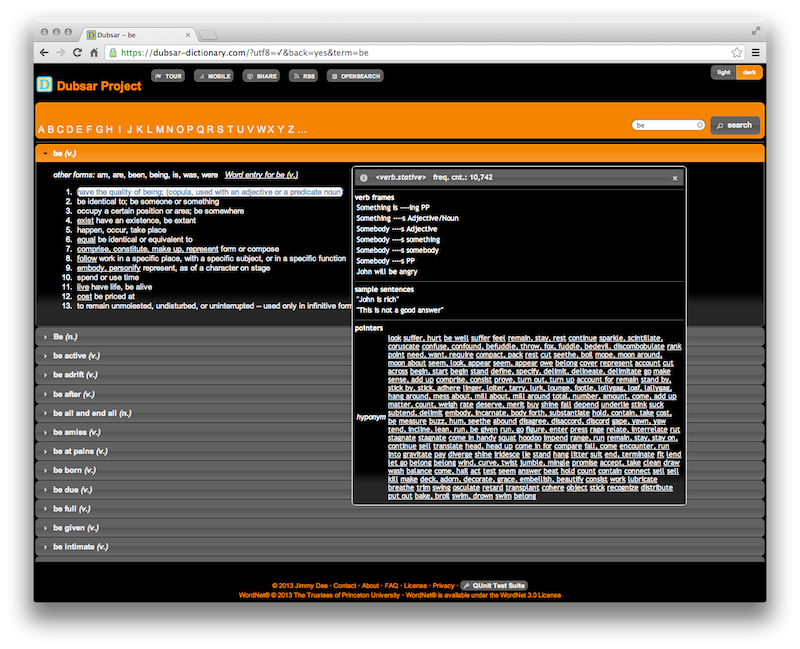 Dubsar – be
https://dubsar-dictionary.com/?utf8=✓&back=yes&term=be
D Dubsar Project
TOUR MOBILE SHARE RSS OPENSEARCH
light dark
A B C D E F G H I J K L M N O P Q R S T U V W X Y Z ...
be search
be (v.)
other forms: am, are, been, being, is, was, were Word entry for be (v.)
1. have the quality of being; (copula, used with an adjective or a predicate noun)
2. be identical to; be someone or something
3. occupy a certain position or area; be somewhere
4. exist have an existence, be extant
5. happen, occur, take place
6. equal be identical or equivalent to
7. comprise, constitute, make up, represent form or compose
8. follow work in a specific place, with a specific subject, or in a specific function
9. embody, personify represent, as of a character on stage
10. spend or use time
11. live have life, be alive
12. cost be priced at
13. to remain unmolested, undisturbed, or uninterrupted -- used only in infinitive form
<verb.stative> freq. cnt.: 10,742
verb frames
Something is ----ing PP
Something ----s Adjective/Noun
Somebody ----s Adjective
Somebody ----s something
Somebody ----s somebody
Somebody ----s PP
John will be angry
sample sentences
"John is rich"
"This is not a good answer"
pointers
hyponym
look suffer, hurt be well suffer feel remain, stay, rest continue sparkle, scintillate,
coruscate confuse, confound, befuddle, throw, fox, fuddle, bedevil, discombobulate rank
point need, want, require compact, pack rest cut seethe, boil mope, moon around,
moon about seem, look, appear seem, appear owe belong cover represent account cut
across begin, start begin stand define, specify, delimit, delineate, delimitate go make
sense, add up comprise, consist prove, turn out, turn up account for remain stand by,
stick by, stick, adhere linger, loiter, tarry, lurk, lounge, footle, lollygag, loaf, lallygag,
hang around, mess about, mill about, mill around total, number, amount, come, add up
matter, count, weigh rate deserve, merit buy shine fall depend underlie stink suck
subtend, delimit embody, incarnate, body forth, substantiate hold, contain, take cost,
be measure buzz, hum, seethe abound disagree, disaccord, discord gape, yawn, yaw
tend, incline, lean, run, be given run, go figure, enter press rage relate, interrelate rut
stagnate stagnate come in handy squat hoodoo impend range, run remain, stay, stay on,
continue sell translate head, head up come in for compare fall, come encounter, run
into gravitate pay diverge shine iridesce lie stand hang litter suit end, terminate fit lend
let go belong belong wind, curve, twist jumble, mingle promise accept, take clean draw
wash balance come, hail act test seem answer beat hold count contain connect sell sell
kill make deck, adorn, decorate, grace, embellish, beautify consist work lubricate
breathe trim swing osculate retard transplant cohere object stick recognize distribute
put out bake, broil swim, drown swim belong
Be (n.)
be active (v.)
be adrift (v.)
be after (v.)
be all and end all (n.)
be amiss (v.)
be at pains (v.)
be born (v.)
be due (v.)
be full (v.)
be given (v.)
be intimate (v.)
© 2013 Jimmy Dee · Contact · About · FAQ · License · Privacy · QUnit Test Suite
WordNet® © 2013 The Trustees of Princeton University · WordNet® is available under the WordNet 3.0 License